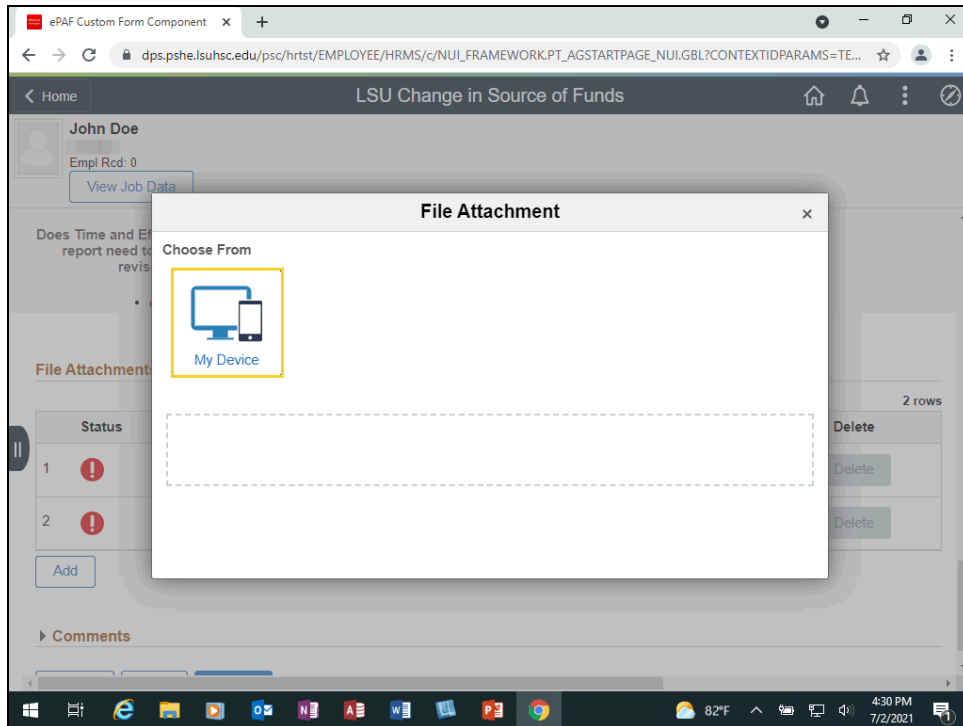 ePAF Custom Form Component
dps.pshe.lsuhsc.edu/psc/hrtst/EMPLOYEE/HRMS/c/NUI_FRAMEWORK.PT_AGSTARTPAGE_NUI.GBL?CONTEXTIDPARAMS=TE...
Home
LSU Change in Source of Funds
John Doe
Empl Rcd: 0
View Job Data
File Attachment
Does Time and Ef
report need to
revis
Choose From
My Device
File Attachment
2 rows
Status
Delete
1
Delete
2
Delete
Add
Comments
82°F
4:30 PM
7/2/2021